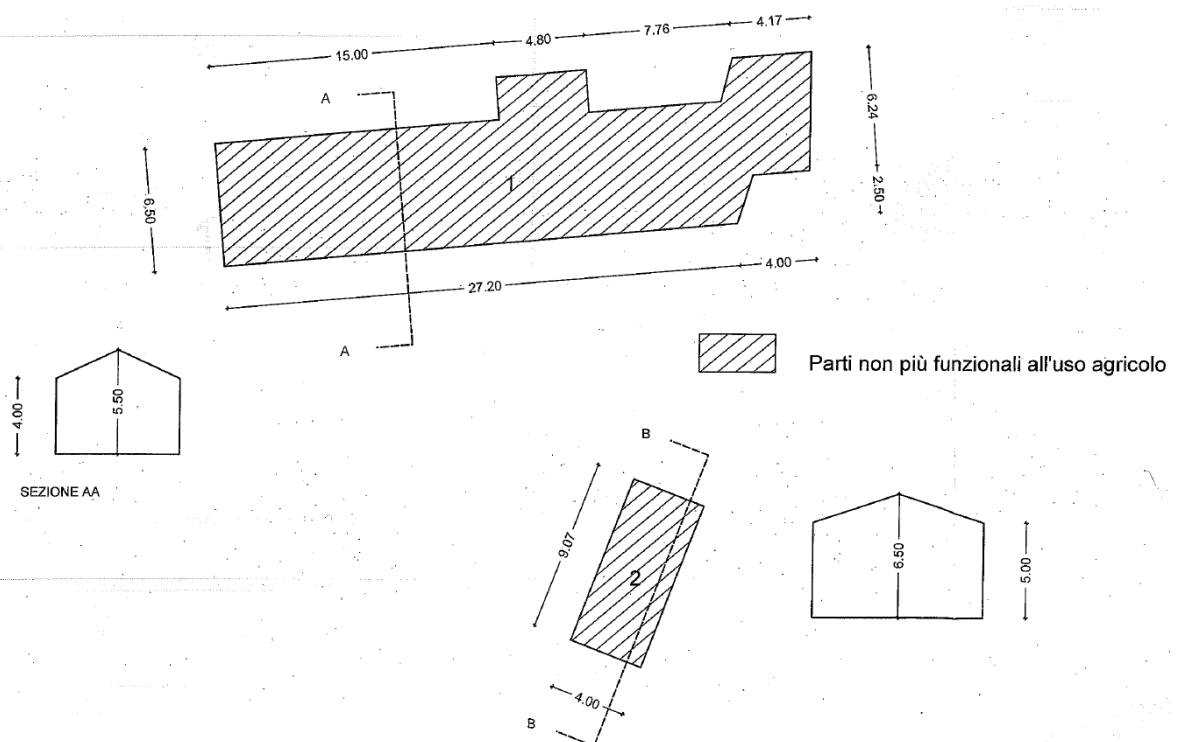 15.00
4.80
7.76
4.17
A
6.50
1
6.24
2.50
27.20
4.00
A
Parti non più funzionali all'uso agricolo
4.00
5.50
SEZIONE AA
B
9.07
2
4.00
B
6.50
5.00